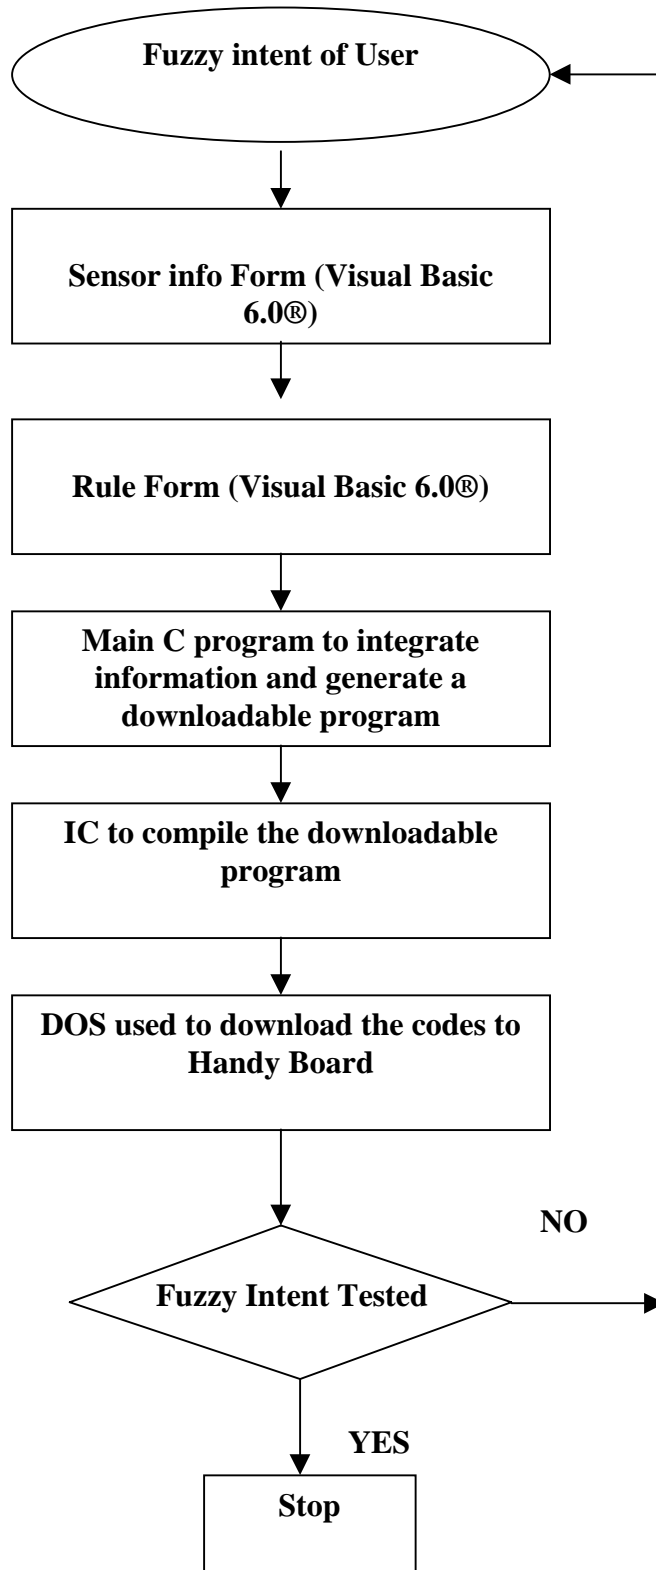 Fuzzy intent of User
Sensor info Form (Visual Basic
6.0®)
Rule Form (Visual Basic 6.0®)
Main C program to integrate
information and generate a
downloadable program
IC to compile the downloadable
program
DOS used to download the codes to
Handy Board
NO
Fuzzy Intent Tested
YES
Stop